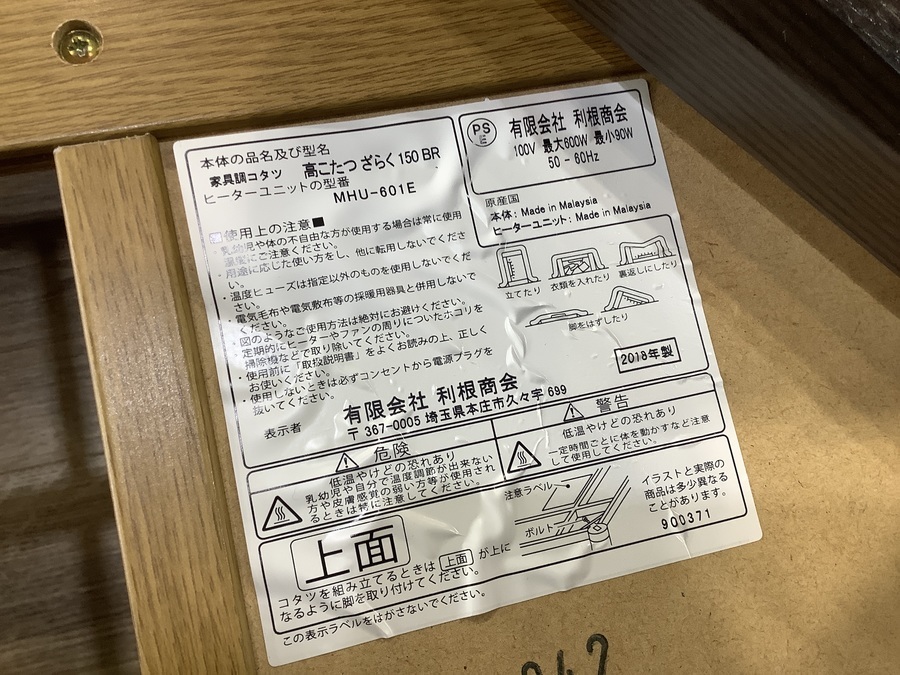 本体の品名及び型名
家具調コタツ 高こたつ ざらく 150 BR
ヒーターユニットの型番
MHU-601E
□使用上の注意■
・乳幼児や体の不自由な方が使用する場合は常に使用
温度にご注意ください。
・用途に応じた使い方をし、他に転用しないでくださ
い。
・温度ヒューズは指定以外のものを使用しないでくだ
さい。
・電気毛布や電気敷布等の採暖用器具と併用しないで
ください。
図のようなご使用方法は絶対にお避けください。
・定期的にヒーターやファンの周りについたホコリを
掃除機などで取り除いてください。
・使用前に「取扱説明書」をよくお読みの上、正しく
お使いください。
・使用しないときは必ずコンセントから電源プラグを
抜いてください。
表示者
有限会社 利根商会
〒367-0005 埼玉県本庄市久々宇 699
PS
E
有限会社 利根商会
100V 最大600W 最小90W
50 - 60Hz
原産国
本体: Made in Malaysia
ヒーターユニット: Made in Malaysia
立てたり 衣類を入れたり 裏返しにしたり
脚をはずしたり
2018年製
危険
低温やけどの恐れあり
乳幼児や自分で温度調節が出来ない
方や皮膚感覚の弱い方等が使用され
るときは特に注意してください。
警告
低温やけどの恐れあり
一定時間ごとに体を動かすなど注意
して使用してください。
上面
コタツを組み立てるときは 上面 が上に
なるように脚を取り付けてください。
注意ラベル
ボルト
イラストと実際の
商品は多少異なる
ことがあります。
900371
この表示ラベルをはがさないでください。
242